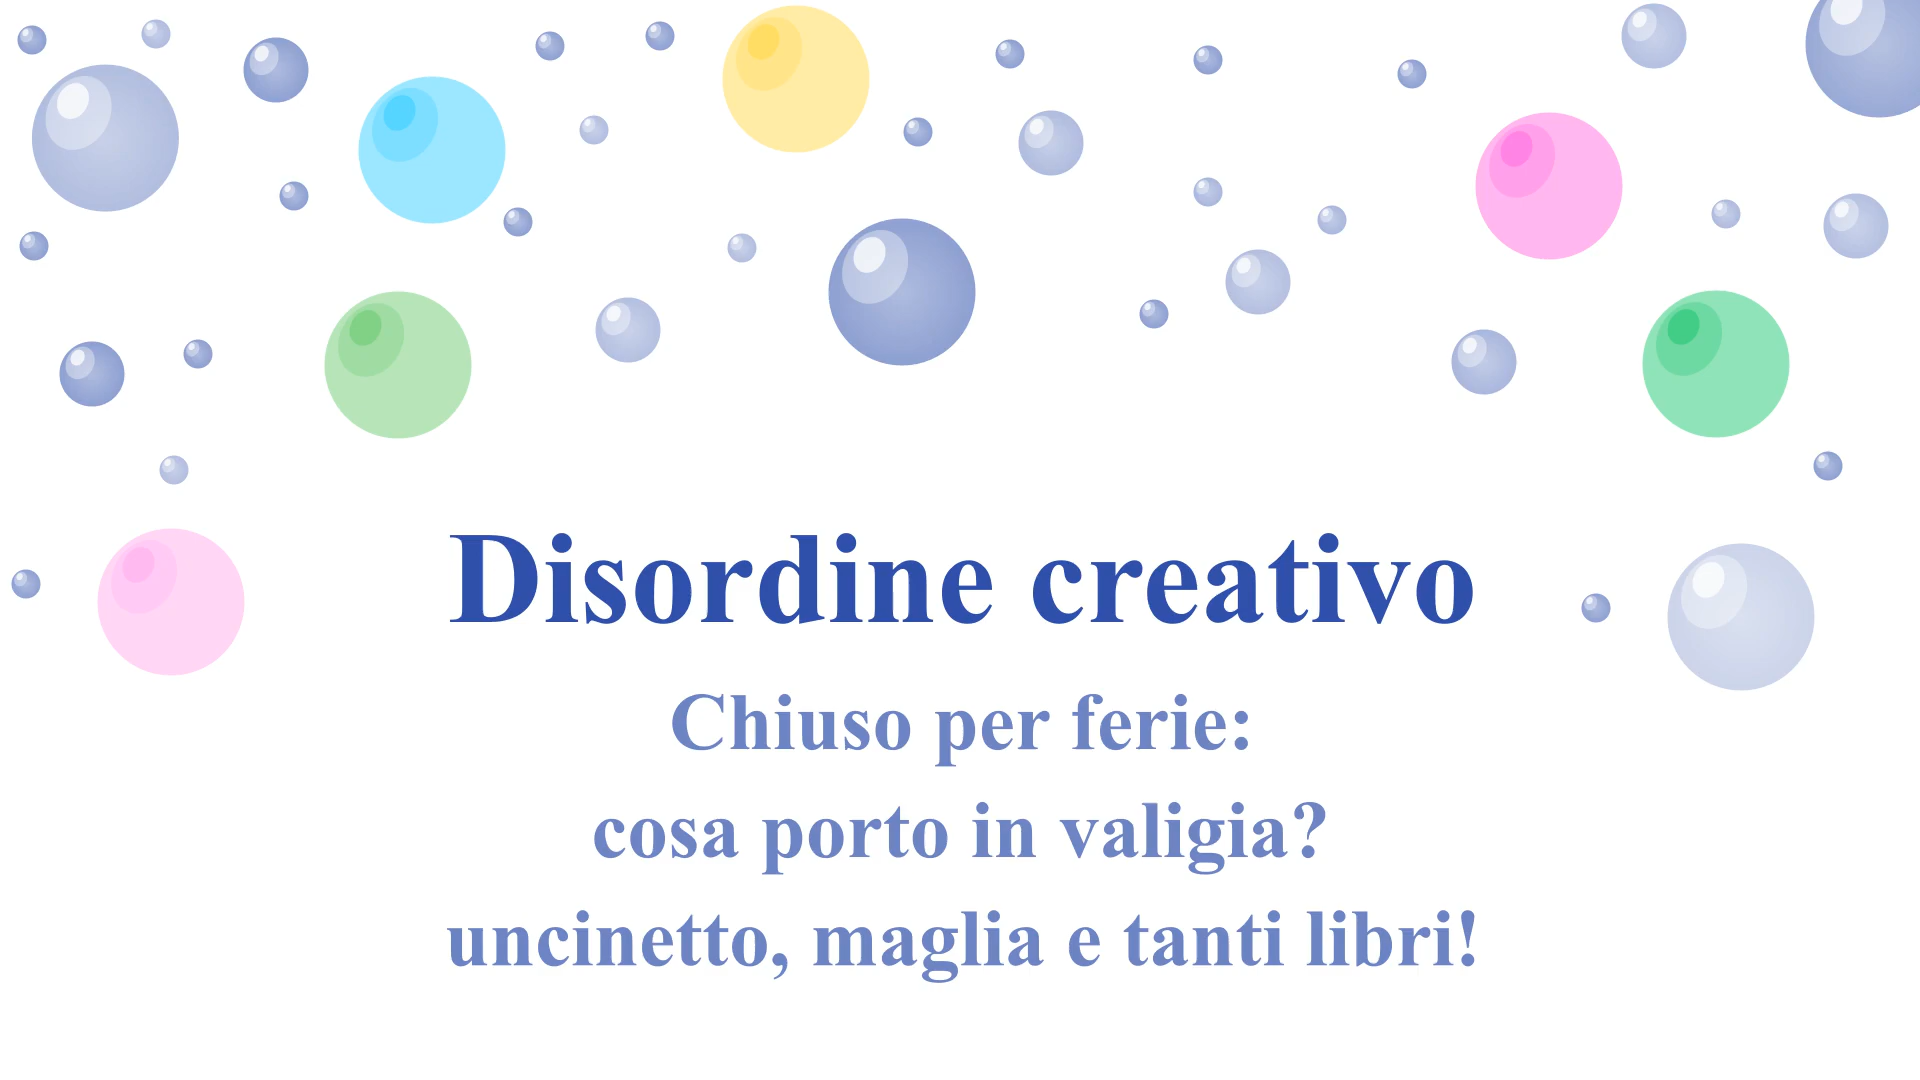 Disordine creativo
Chiuso per ferie:
cosa porto in valigia?
uncinetto, maglia e tanti libri!